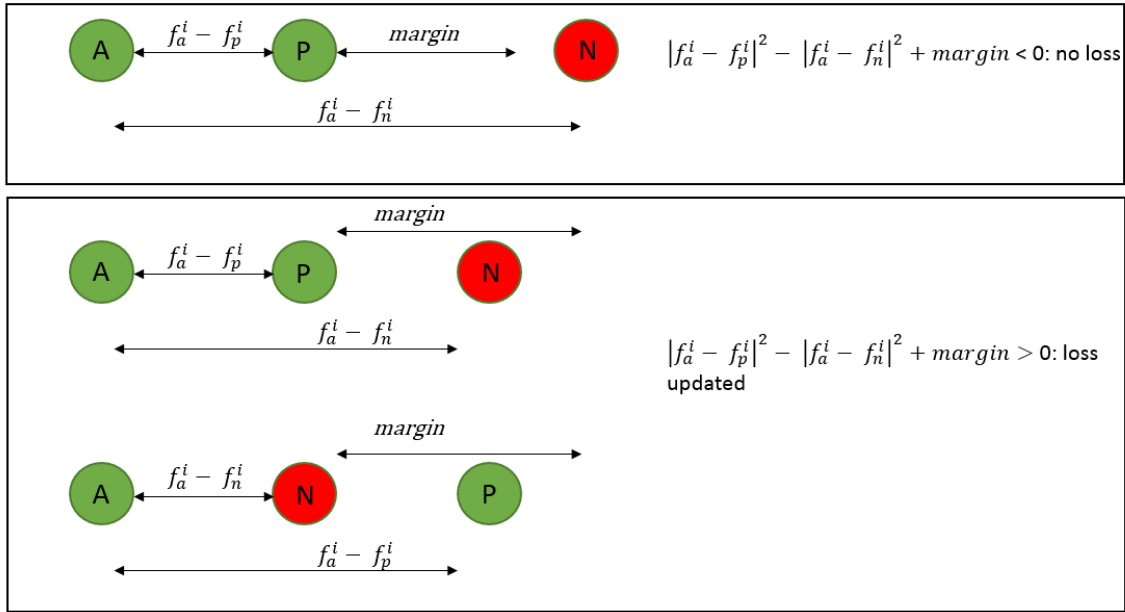 A f_a^i − f_p^i P margin N |f_a^i − f_p^i|^2 − |f_a^i − f_n^i|^2 + margin < 0: no loss
f_a^i − f_n^i
margin
A f_a^i − f_p^i P N
f_a^i − f_n^i
|f_a^i − f_p^i|^2 − |f_a^i − f_n^i|^2 + margin > 0: loss
updated
margin
A f_a^i − f_n^i N P
f_a^i − f_p^i